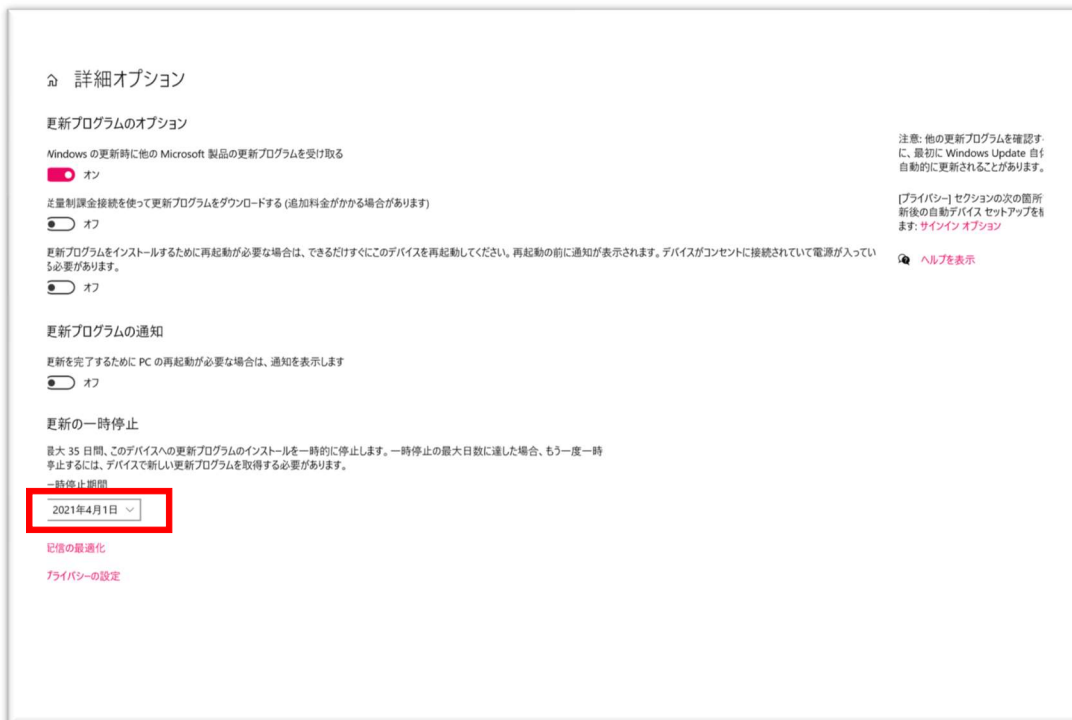 詳細オプション
更新プログラムのオプション
Windows の更新時に他の Microsoft 製品の更新プログラムを受け取る
オン
従量制課金接続を使って更新プログラムをダウンロードする (追加料金がかかる場合があります)
オフ
更新プログラムをインストールするために再起動が必要な場合は、できるだけすぐにこのデバイスを再起動してください。再起動の前に通知が表示されます。デバイスがコンセントに接続されていて電源が入ってい
る必要があります。
オフ
更新プログラムの通知
更新を完了するために PC の再起動が必要な場合は、通知を表示します
オフ
更新の一時停止
最大 35 日間、このデバイスへの更新プログラムのインストールを一時的に停止します。一時停止の最大日数に達した場合、もう一度一時
停止するには、デバイスで新しい更新プログラムを取得する必要があります。
一時停止期間
2021年4月1日
配信の最適化
プライバシーの設定
注意: 他の更新プログラムを確認す
に、最初に Windows Update 自
自動的に更新されることがあります。
[プライバシー] セクションの次の箇所
新後の自動デバイス セットアップを
ます: サインイン オプション
ヘルプを表示